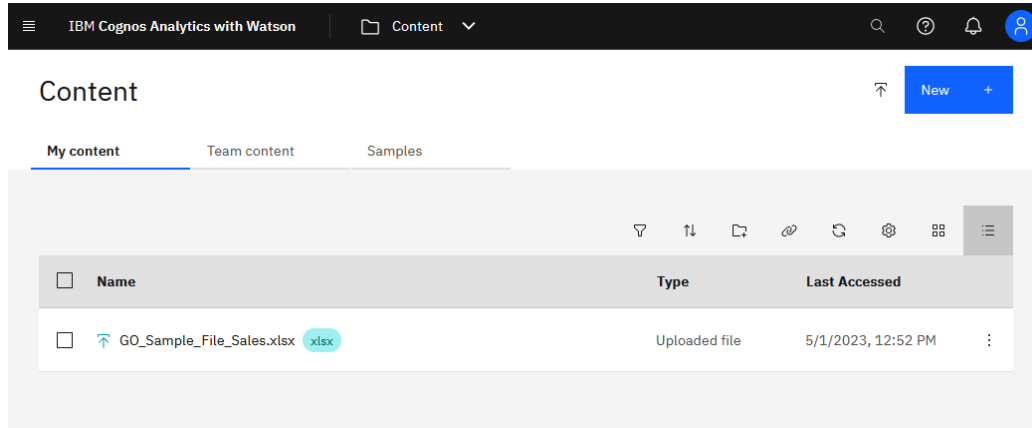 IBM Cognos Analytics with Watson Content
Content
New +
My content Team content Samples
Name Type Last Accessed
GO_Sample_File_Sales.xlsx xlsx Uploaded file 5/1/2023, 12:52 PM